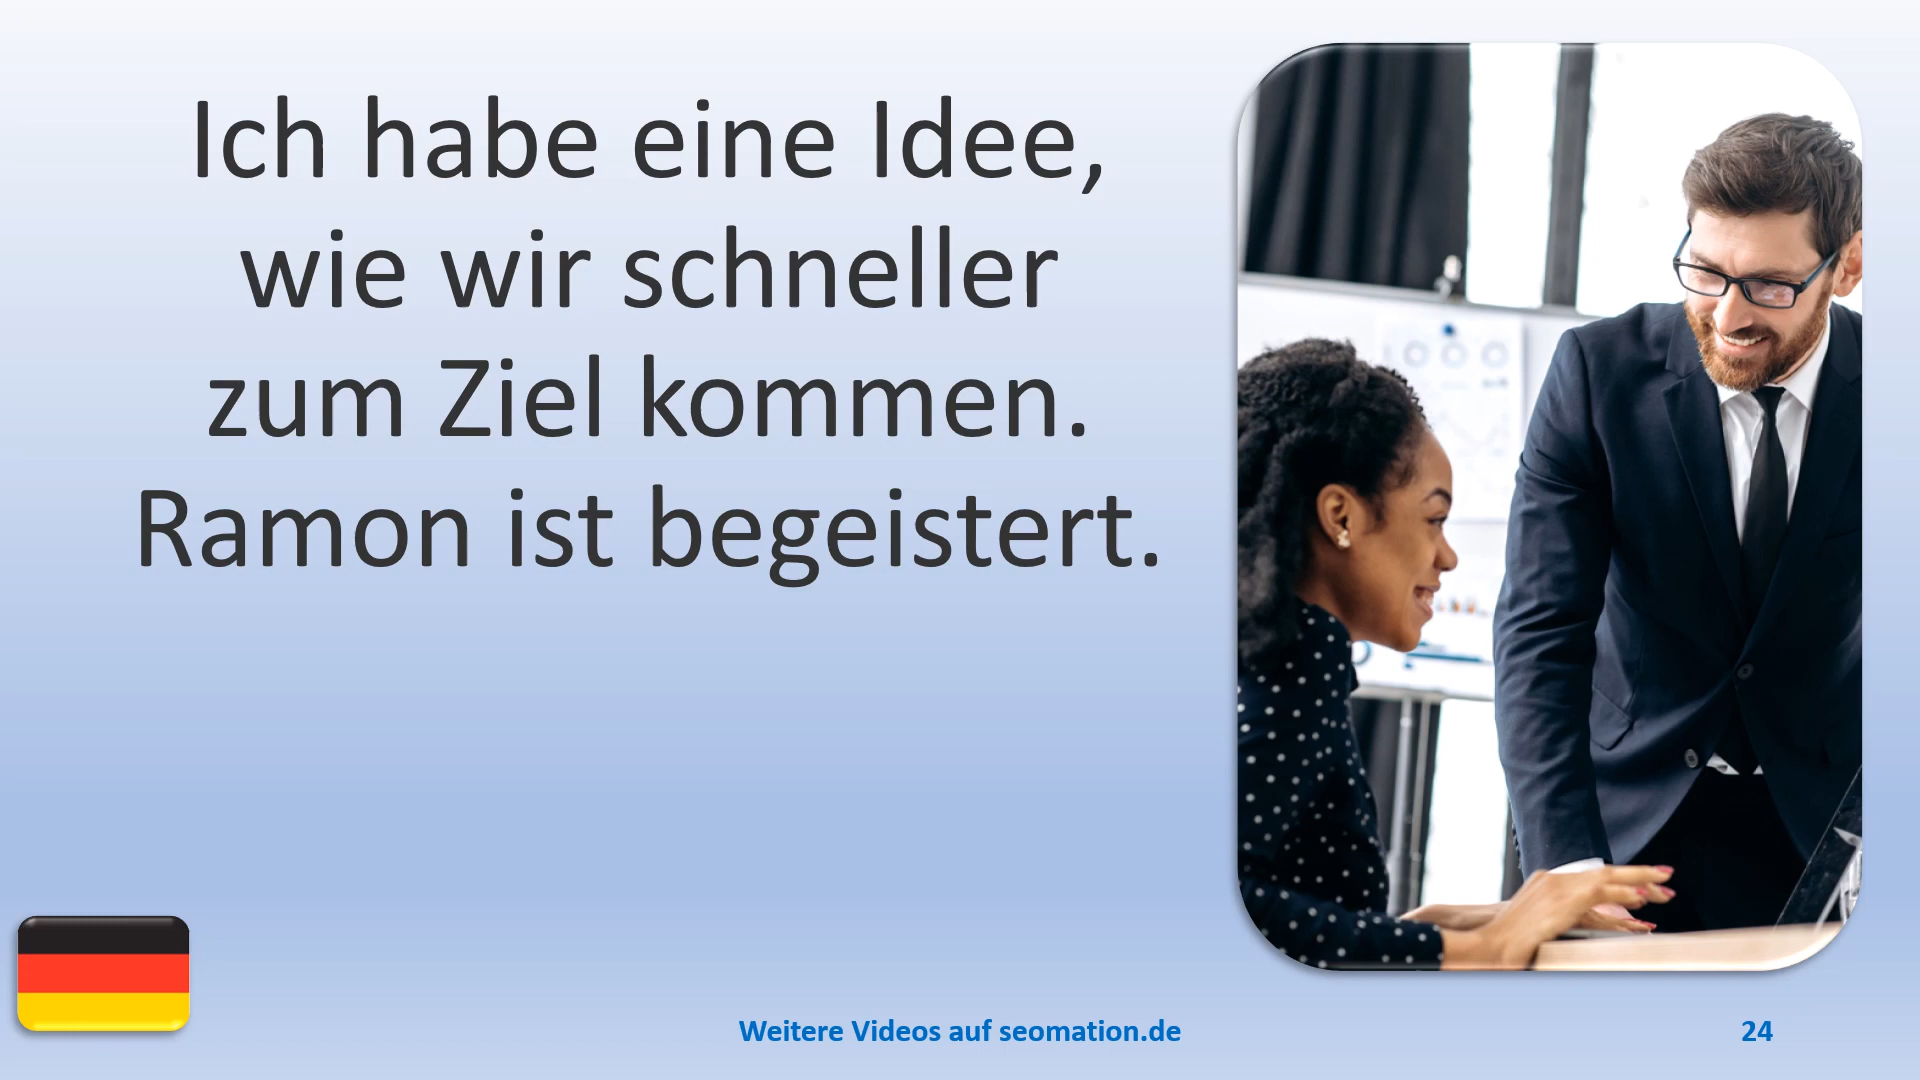 Ich habe eine Idee,
wie wir schneller
zum Ziel kommen.
Ramon ist begeistert.
Weitere Videos auf seomation.de
24